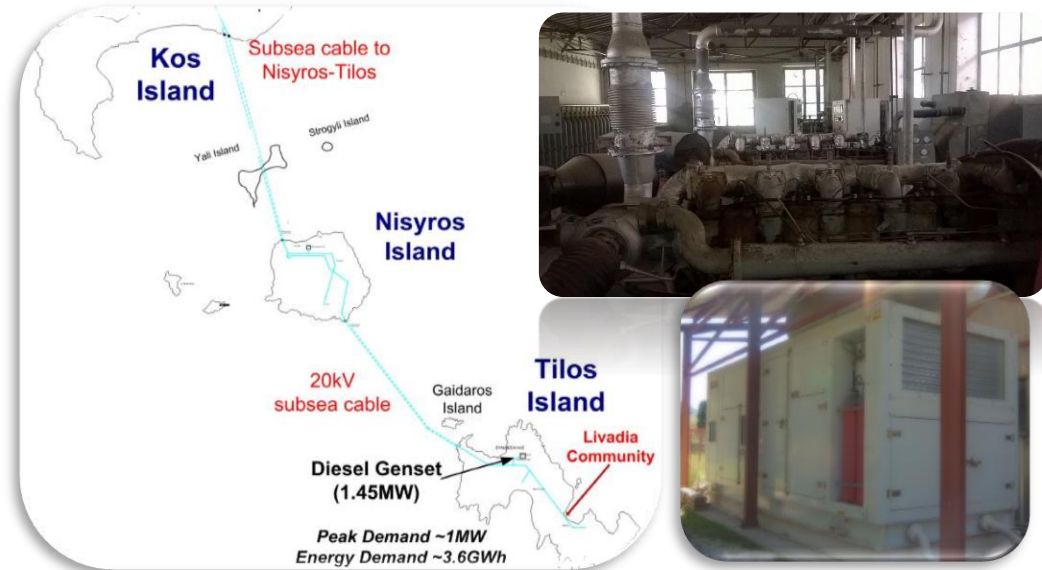 Kos
Island
Subsea cable to
Nisyros-Tilos
Strogyli Island
Yali Island
Nisyros
Island
20kV
subsea cable
Gaidaros
Island
Tilos
Island
Livadia
Community
Diesel Genset
(1.45MW)
Peak Demand ~1MW
Energy Demand ~3.6GWh